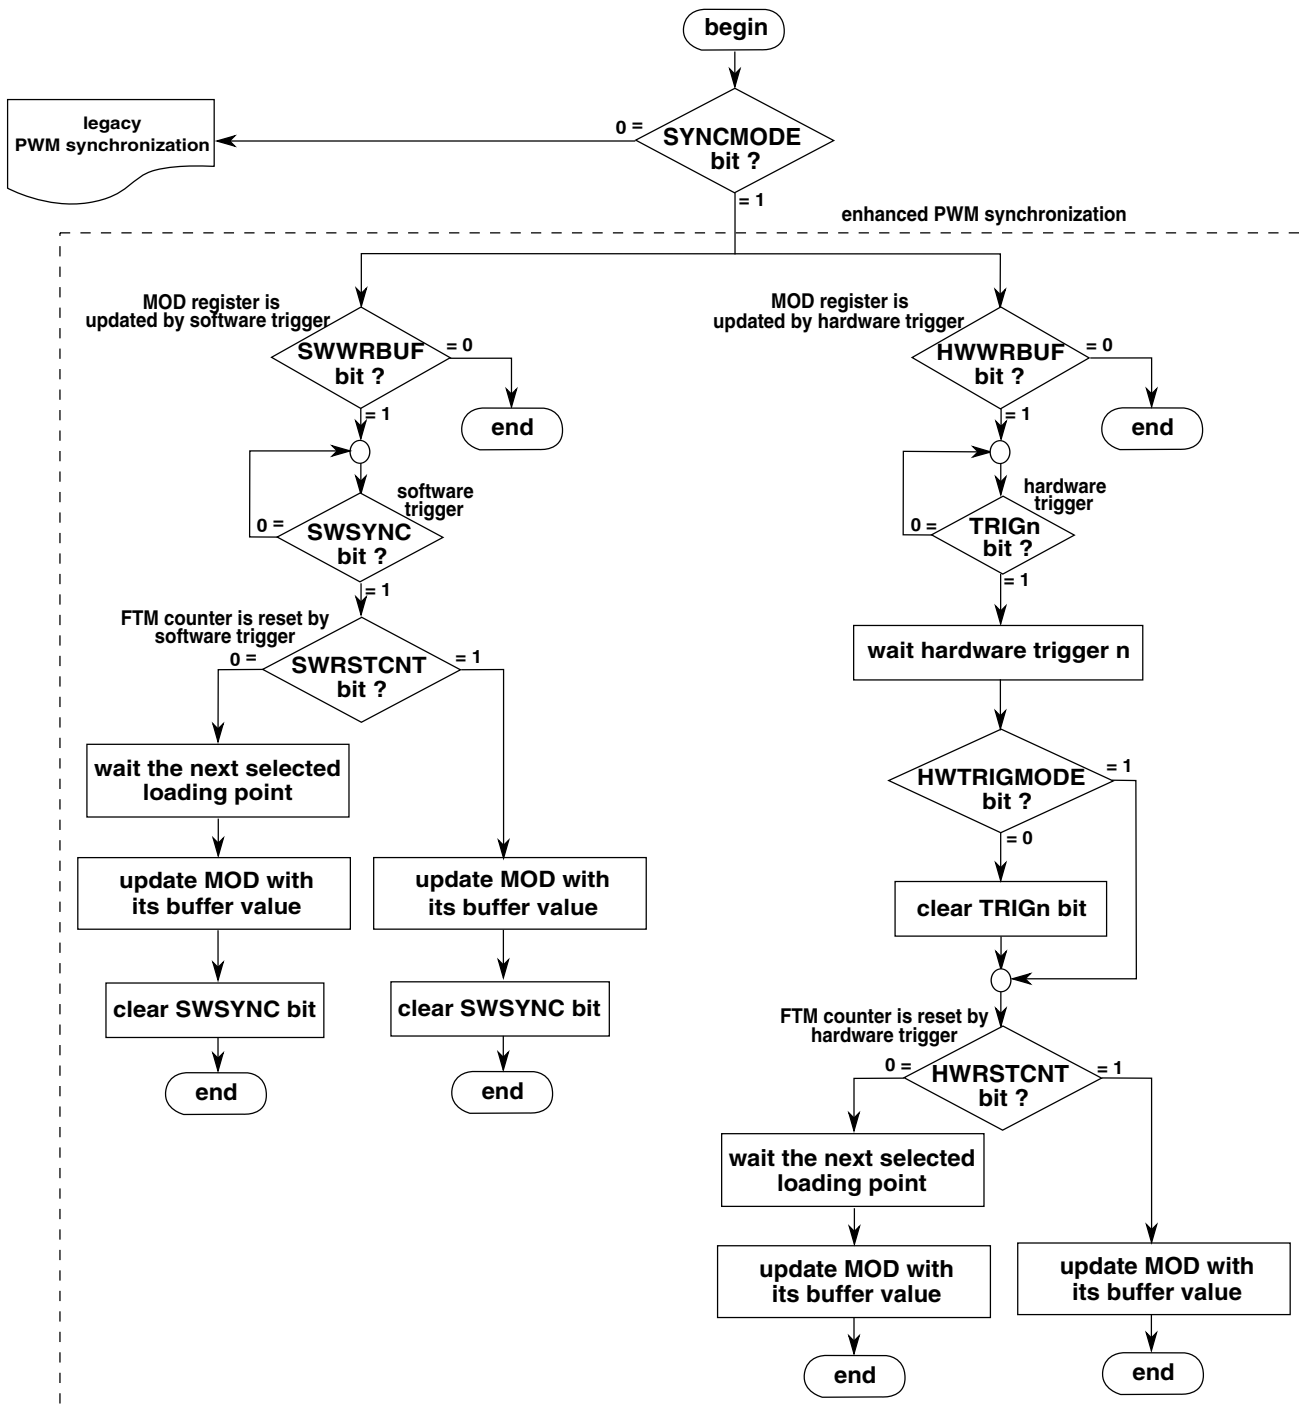 begin
legacy
PWM synchronization
0 =
SYNCMODE
bit ?
= 1
enhanced PWM synchronization
MOD register is
updated by software trigger
SWWRBUF
bit ?
= 0
end
= 1
software
trigger
0 =
SWSYNC
bit ?
= 1
FTM counter is reset by
software trigger
0 =
SWRSTCNT
bit ?
= 1
wait the next selected
loading point
update MOD with
its buffer value
clear SWSYNC bit
end
update MOD with
its buffer value
clear SWSYNC bit
end
MOD register is
updated by hardware trigger
HWWRBUF
bit ?
= 0
end
= 1
hardware
trigger
0 =
TRIGn
bit ?
= 1
wait hardware trigger n
HWTRIGMODE
bit ?
= 1
= 0
clear TRIGn bit
FTM counter is reset by
hardware trigger
0 =
HWRSTCNT
bit ?
= 1
wait the next selected
loading point
update MOD with
its buffer value
end
update MOD with
its buffer value
end